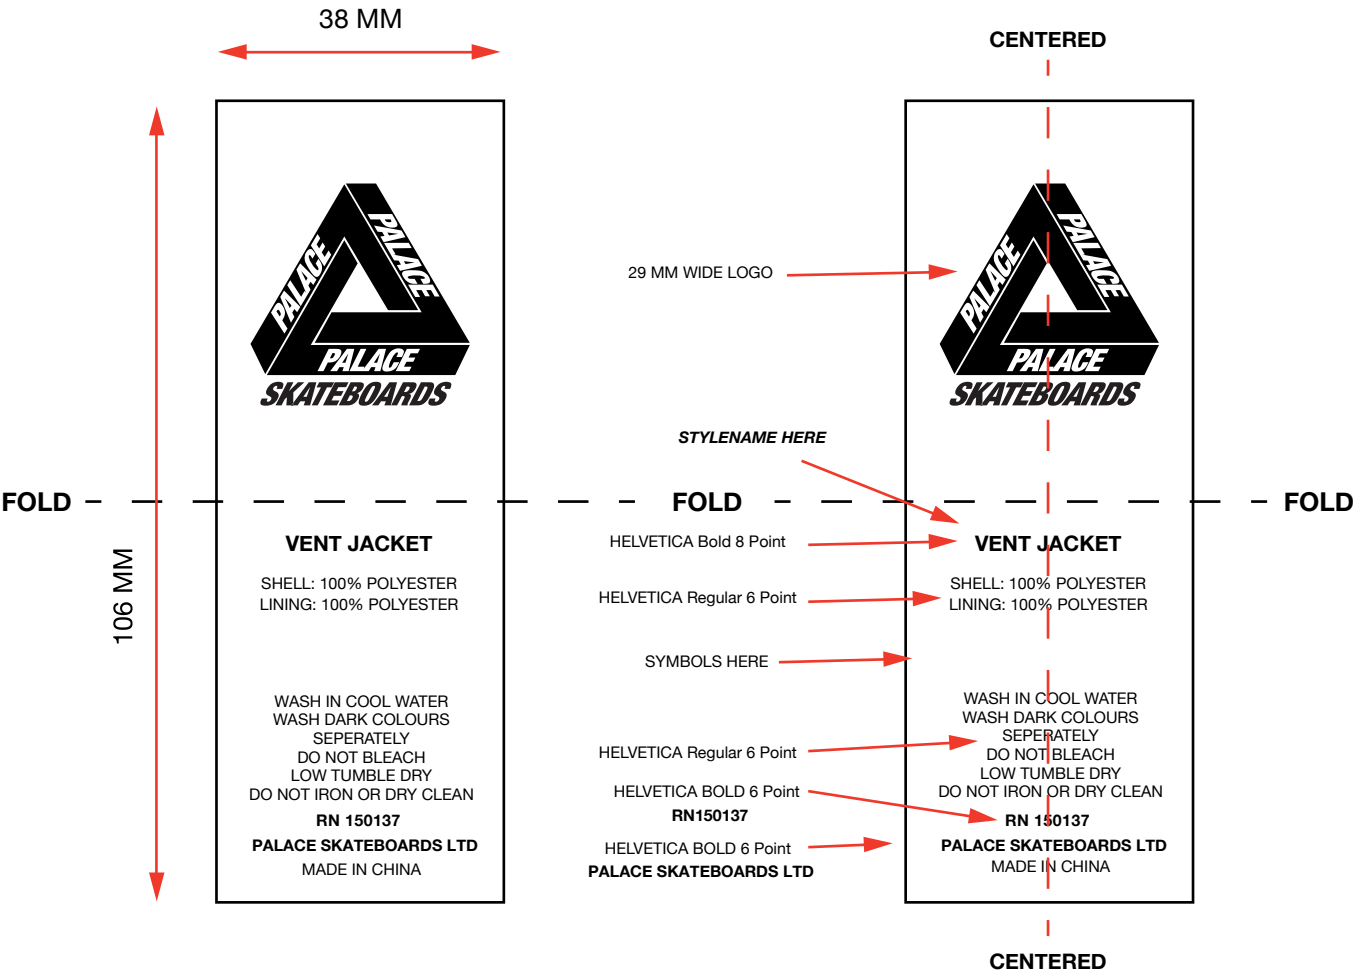 38 MM
CENTERED
PALACE
PALACE
PALACE
SKATEBOARDS
29 MM WIDE LOGO
PALACE
PALACE
PALACE
SKATEBOARDS
STYLENAME HERE
FOLD
FOLD
FOLD
106 MM
VENT JACKET
SHELL: 100% POLYESTER
LINING: 100% POLYESTER
WASH IN COOL WATER
WASH DARK COLOURS
SEPERATELY
DO NOT BLEACH
LOW TUMBLE DRY
DO NOT IRON OR DRY CLEAN
RN 150137
PALACE SKATEBOARDS LTD
MADE IN CHINA
HELVETICA Bold 8 Point
HELVETICA Regular 6 Point
SYMBOLS HERE
HELVETICA Regular 6 Point
HELVETICA BOLD 6 Point
RN150137
HELVETICA BOLD 6 Point
PALACE SKATEBOARDS LTD
VENT JACKET
SHELL: 100% POLYESTER
LINING: 100% POLYESTER
WASH IN COOL WATER
WASH DARK COLOURS
SEPERATELY
DO NOT BLEACH
LOW TUMBLE DRY
DO NOT IRON OR DRY CLEAN
RN 150137
PALACE SKATEBOARDS LTD
MADE IN CHINA
CENTERED